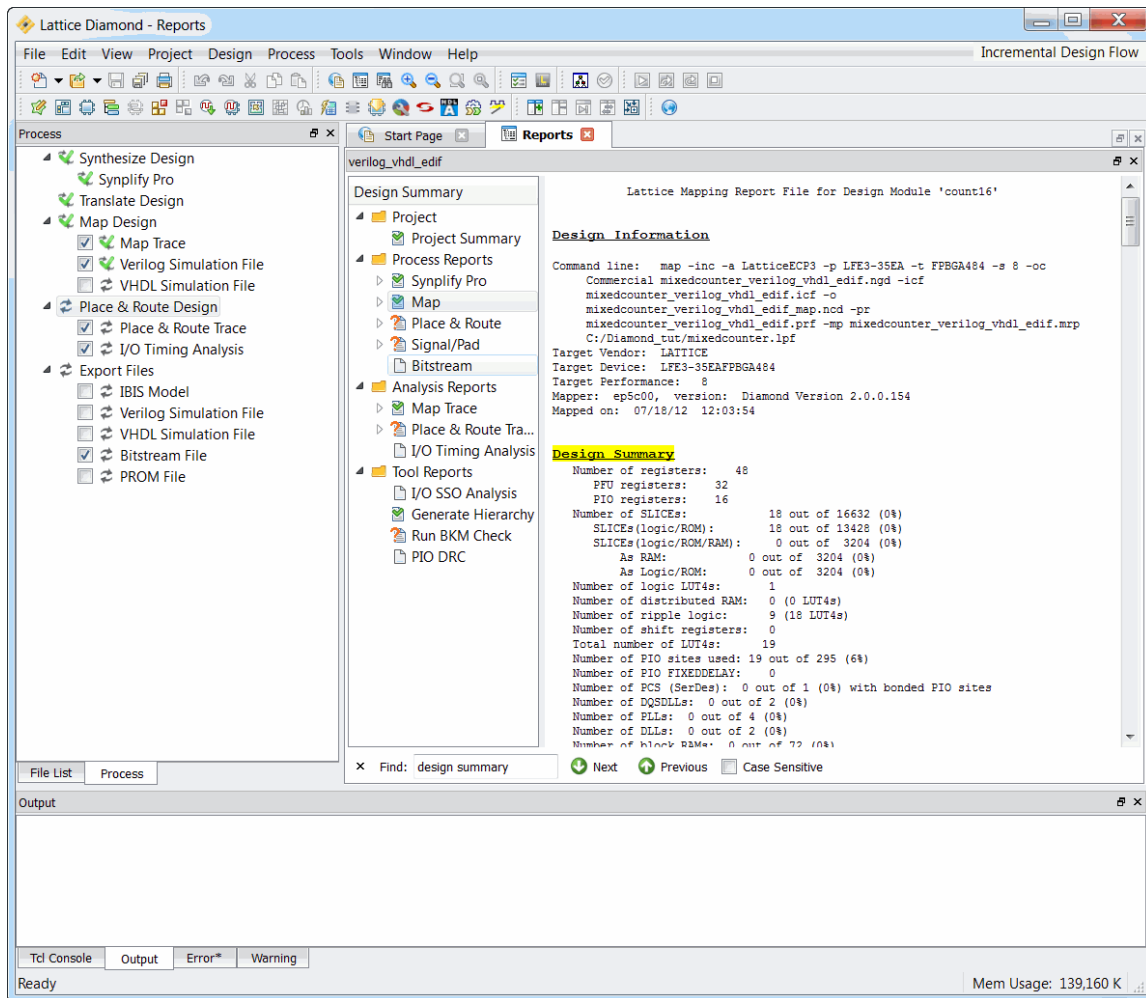 Lattice Diamond - Reports
File Edit View Project Design Process Tools Window Help
Incremental Design Flow
Process
Synthesize Design
Synplify Pro
Translate Design
Map Design
Map Trace
Verilog Simulation File
VHDL Simulation File
Place & Route Design
Place & Route Trace
I/O Timing Analysis
Export Files
IBIS Model
Verilog Simulation File
VHDL Simulation File
Bitstream File
PROM File
File List Process
Start Page Reports
verilog_vhdl_edif
Design Summary
Project
Project Summary
Process Reports
Synplify Pro
Map
Place & Route
Signal/Pad
Bitstream
Analysis Reports
Map Trace
Place & Route Tra...
I/O Timing Analysis
Tool Reports
I/O SSO Analysis
Generate Hierarchy
Run BKM Check
PIO DRC
Lattice Mapping Report File for Design Module 'count16'
Design Information
Command line: map -inc -a LatticeECP3 -p LFE3-35EA -t FPBGA484 -s 8 -oc
Commercial mixedcounter_verilog_vhdl_edif.ngd -icf
mixedcounter_verilog_vhdl_edif.icf -o
mixedcounter_verilog_vhdl_edif_map.ncd -pr
mixedcounter_verilog_vhdl_edif.prf -mp mixedcounter_verilog_vhdl_edif.mrp
C:/Diamond_tut/mixedcounter.lpf
Target Vendor: LATTICE
Target Device: LFE3-35EAFPBGA484
Target Performance: 8
Mapper: ep5c00, version: Diamond Version 2.0.0.154
Mapped on: 07/18/12 12:03:54
Design Summary
Number of registers: 48
PFU registers: 32
PIO registers: 16
Number of SLICEs: 18 out of 16632 (0%)
SLICEs(logic/ROM): 18 out of 13428 (0%)
SLICEs(logic/ROM/RAM): 0 out of 3204 (0%)
As RAM: 0 out of 3204 (0%)
As Logic/ROM: 0 out of 3204 (0%)
Number of logic LUT4s: 1
Number of distributed RAM: 0 (0 LUT4s)
Number of ripple logic: 9 (18 LUT4s)
Number of shift registers: 0
Total number of LUT4s: 19
Number of PIO sites used: 19 out of 295 (6%)
Number of PIO FIXEDDELAY: 0
Number of PCS (SerDes): 0 out of 1 (0%) with bonded PIO sites
Number of DQSDLLs: 0 out of 2 (0%)
Number of PLLs: 0 out of 4 (0%)
Number of DLLs: 0 out of 2 (0%)
Number of block RAMs: 0 out of 72 (0%)
Find: design summary Next Previous Case Sensitive
Output
Tcl Console Output Error* Warning
Ready
Mem Usage: 139,160 K